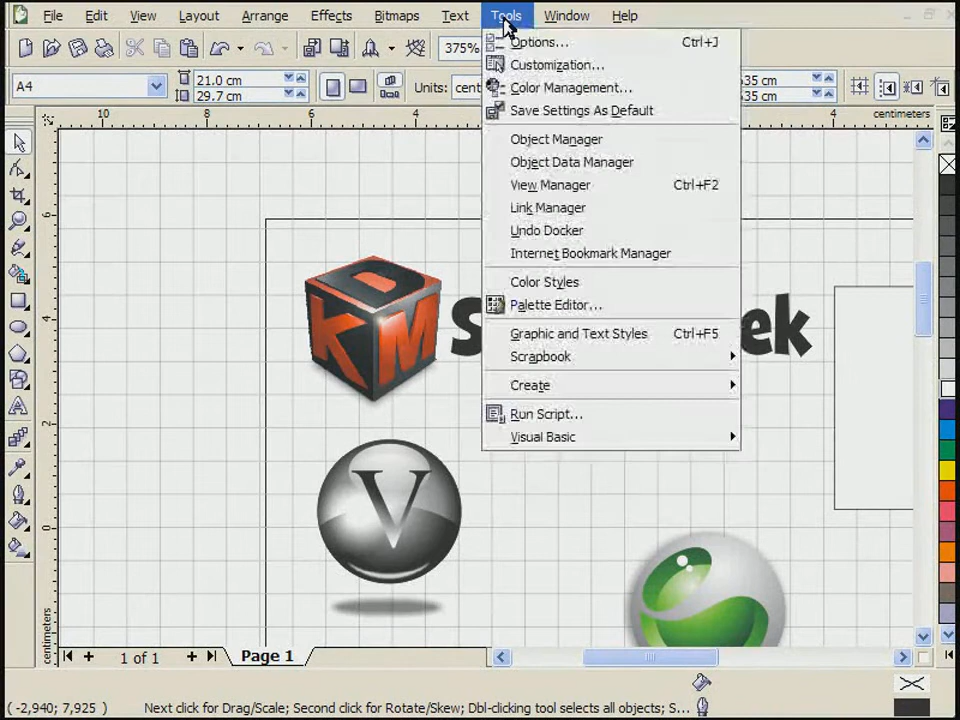 File Edit View Layout Arrange Effects Bitmaps Text Tools Window Help
375%
A4 21.0 cm 29.7 cm Units:
10 8 6 4 4 centimeters
Options... Ctrl+J
Customization...
Color Management...
Save Settings As Default
Object Manager
Object Data Manager
View Manager Ctrl+F2
Link Manager
Undo Docker
Internet Bookmark Manager
Color Styles
Palette Editor...
Graphic and Text Styles Ctrl+F5
Scrapbook
Create
Run Script...
Visual Basic
6
4
2
0
centimeters
D
K M
S
ek
V
1 of 1 Page 1
( -2,940; 7,925 ) Next click for Drag/Scale; Second click for Rotate/Skew; Dbl-clicking tool selects all objects; S...